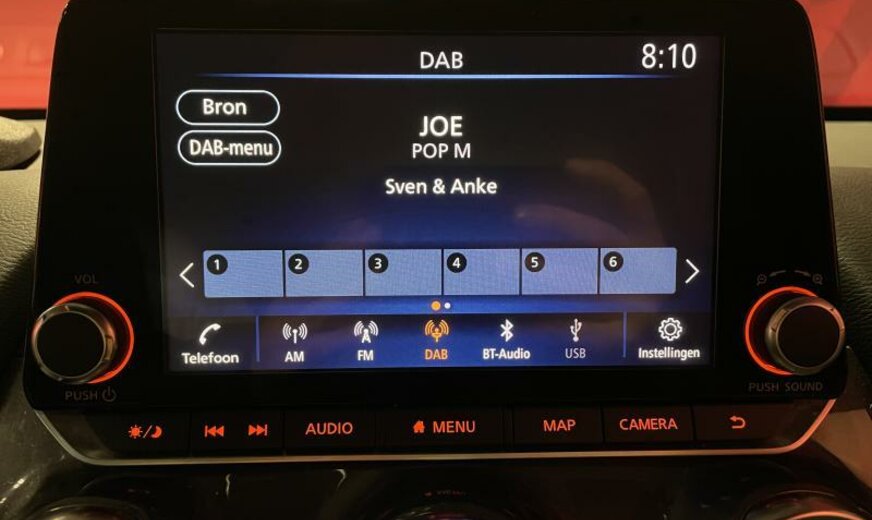 DAB
8:10
Bron
DAB-menu
JOE
POP M
Sven & Anke
1 2 3 4 5 6
Telefoon AM FM DAB BT-Audio USB Instellingen
VOL
PUSH
PUSH SOUND
AUDIO MENU MAP CAMERA